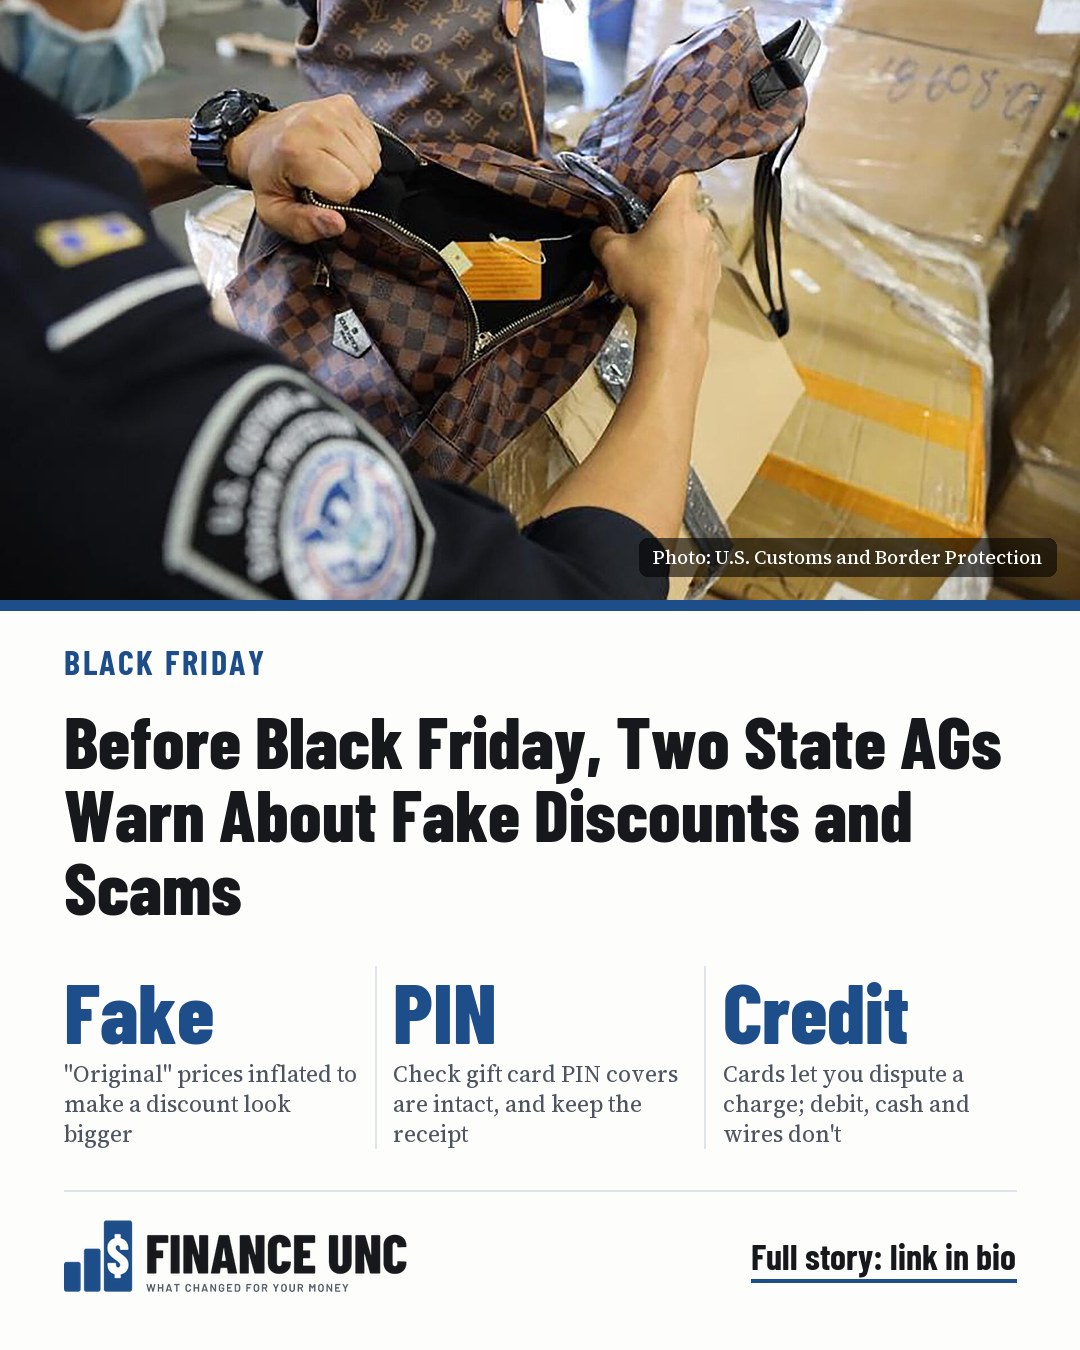 18608
Photo: U.S. Customs and Border Protection
BLACK FRIDAY
Before Black Friday, Two State AGs
Warn About Fake Discounts and
Scams
Fake
"Original" prices inflated to
make a discount look
bigger
PIN
Check gift card PIN covers
are intact, and keep the
receipt
Credit
Cards let you dispute a
charge; debit, cash and
wires don't
$ FINANCE UNC
WHAT CHANGED FOR YOUR MONEY
Full story: link in bio